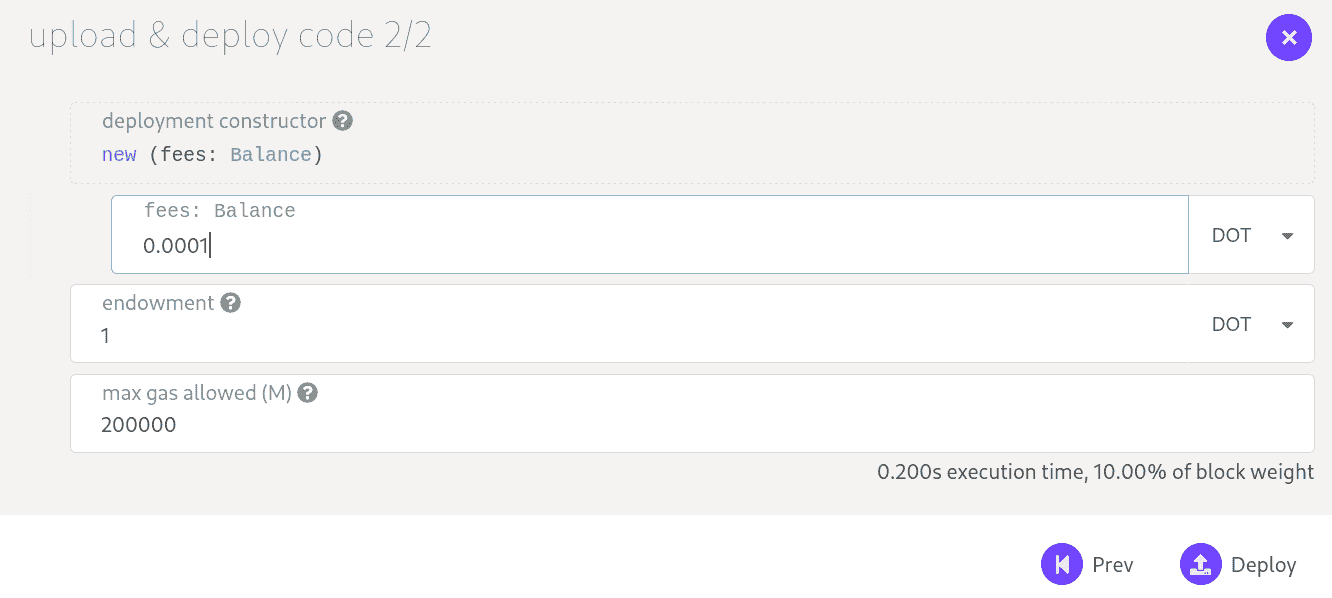 upload & deploy code 2/2
deployment constructor
new (fees: Balance)
fees: Balance
0.0001
DOT
endowment
1
DOT
max gas allowed (M)
200000
0.200s execution time, 10.00% of block weight
Prev
Deploy